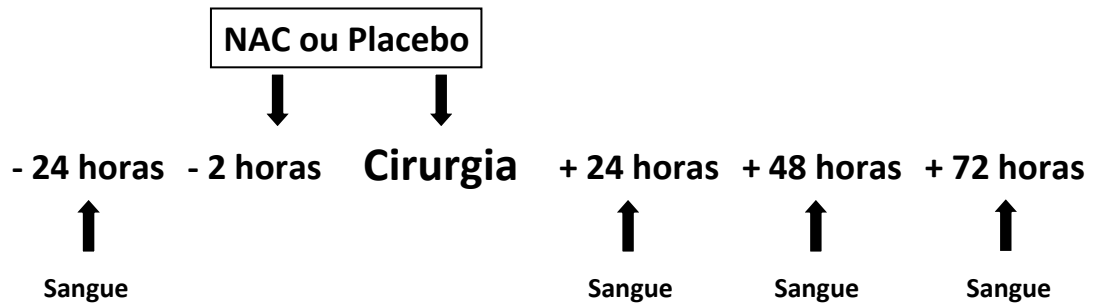 NAC ou Placebo
- 24 horas - 2 horas Cirurgia + 24 horas + 48 horas + 72 horas
Sangue Sangue Sangue Sangue